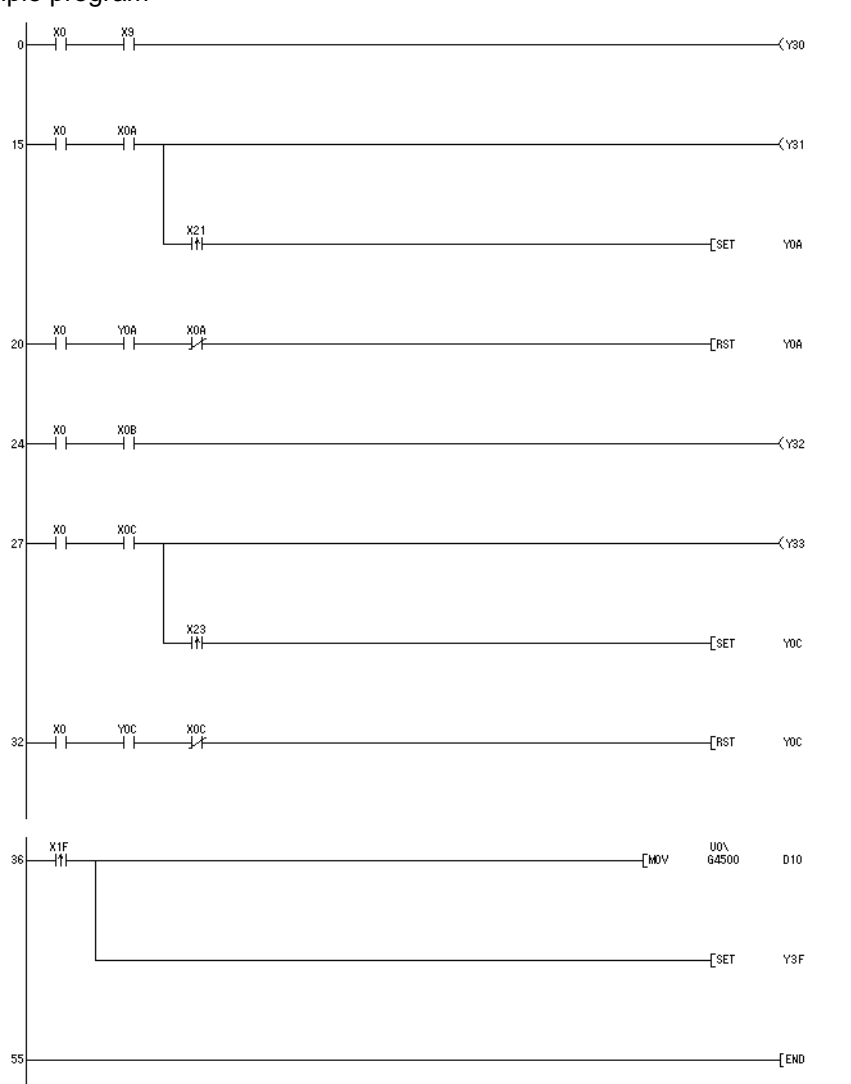 X0 X9
0 Y30
X0 X0A
15 Y31
X21
SET Y0A
X0 Y0A X0A
20 RST Y0A
X0 X0B
24 Y32
X0 X0C
27 Y33
X23
SET Y0C
X0 Y0C X0C
32 RST Y0C
X1F U0\
36 MOV G4500 D10
SET Y3F
55 END